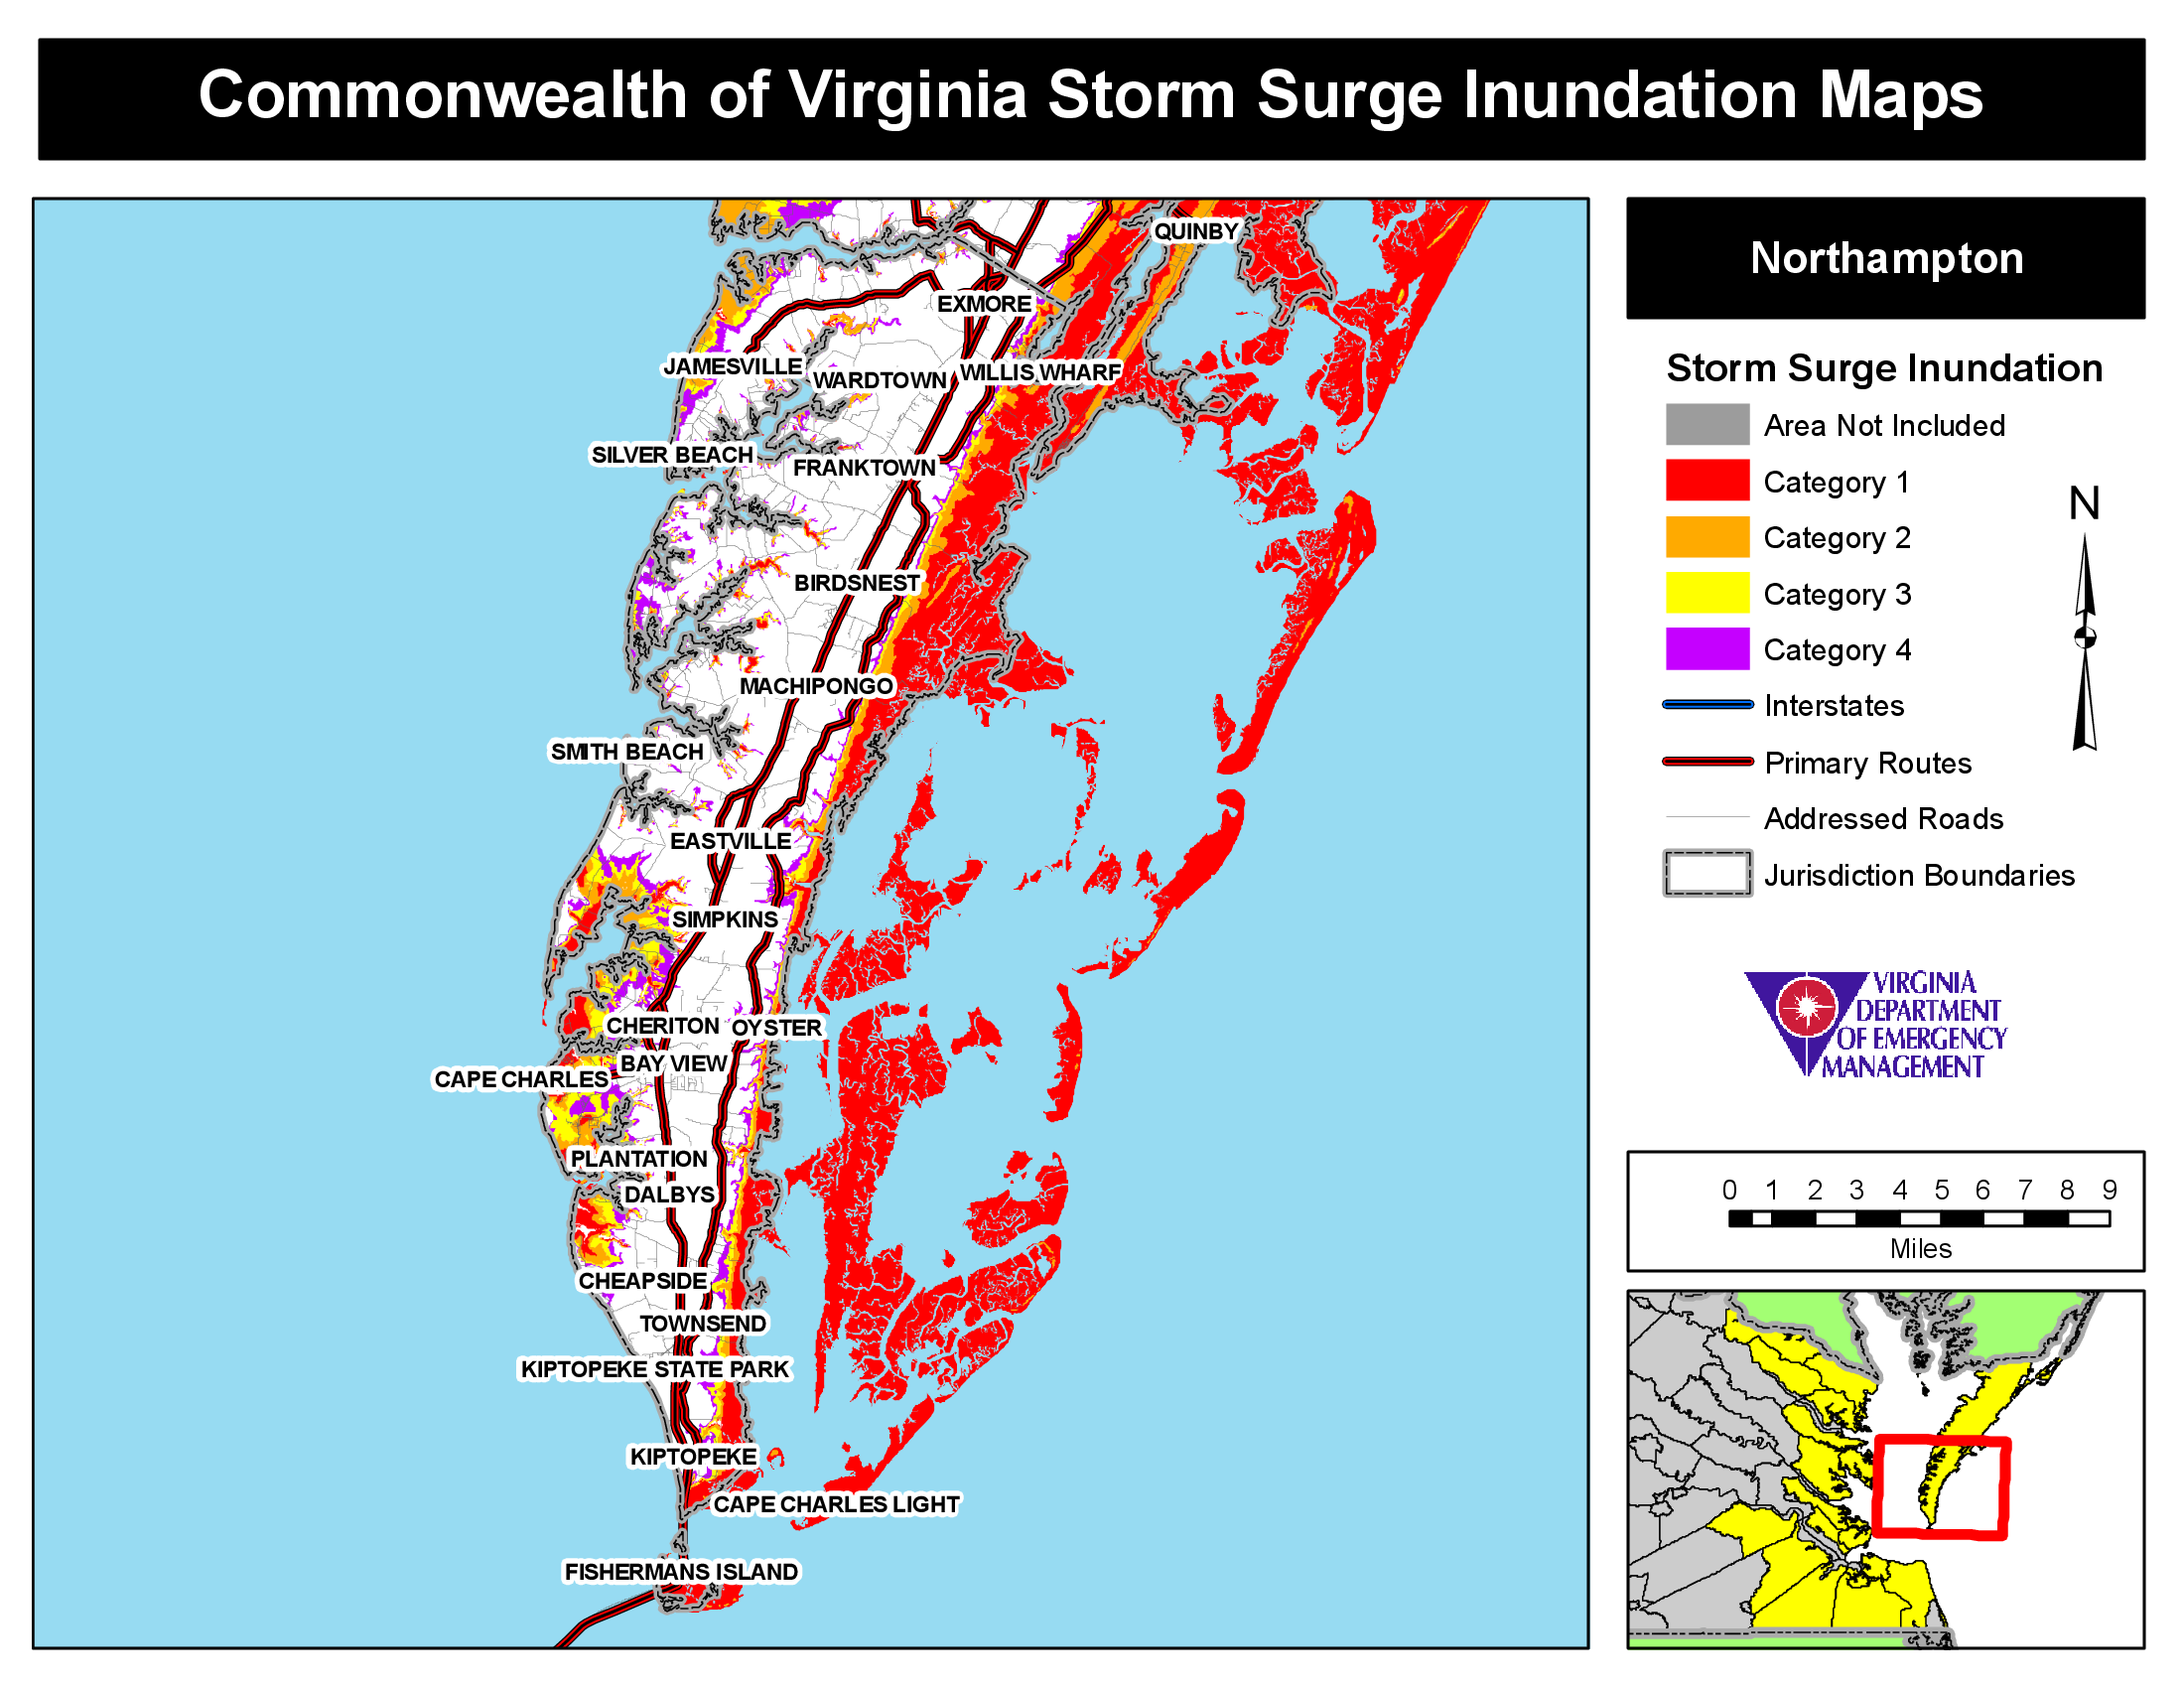 Commonwealth of Virginia Storm Surge Inundation Maps
QUINBY
EXMORE
JAMESVILLE
WARDTOWN
WILLIS WHARF
SILVER BEACH
FRANKTOWN
BIRDSNEST
MACHIPONGO
SMITH BEACH
EASTVILLE
SIMPKINS
CHERITON
OYSTER
BAY VIEW
CAPE CHARLES
PLANTATION
DALBYS
CHEAPSIDE
TOWNSEND
KIPTOPEKE STATE PARK
KIPTOPEKE
CAPE CHARLES LIGHT
FISHERMANS ISLAND
Northampton
Storm Surge Inundation
Area Not Included
Category 1
Category 2
Category 3
Category 4
Interstates
Primary Routes
Addressed Roads
Jurisdiction Boundaries
N
VIRGINIA
DEPARTMENT
OF EMERGENCY
MANAGEMENT
0 1 2 3 4 5 6 7 8 9
Miles